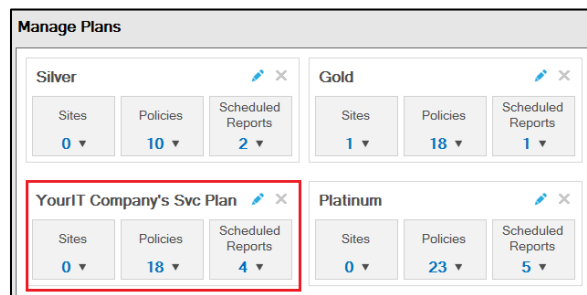 Manage Plans
Silver
Sites
0
Policies
10
Scheduled
Reports
2
Gold
Sites
1
Policies
18
Scheduled
Reports
1
YourIT Company's Svc Plan
Sites
0
Policies
18
Scheduled
Reports
4
Platinum
Sites
0
Policies
23
Scheduled
Reports
5